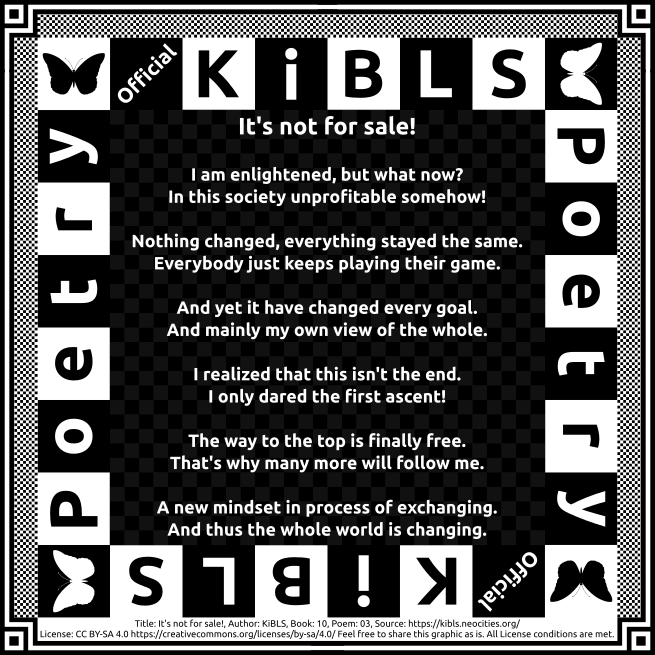 Official KiBLS
Poetry
Poetry
It's not for sale!
I am enlightened, but what now?
In this society unprofitable somehow!
Nothing changed, everything stayed the same.
Everybody just keeps playing their game.
And yet it have changed every goal.
And mainly my own view of the whole.
I realized that this isn't the end.
I only dared the first ascent!
The way to the top is finally free.
That's why many more will follow me.
A new mindset in process of exchanging.
And thus the whole world is changing.
Official KiBLS
Title: It's not for sale!, Author: KiBLS, Book: 10, Poem: 03, Source: https://kibls.neocities.org/
License: CC BY-SA 4.0 https://creativecommons.org/licenses/by-sa/4.0/ Feel free to share this graphic as is. All License conditions are met.